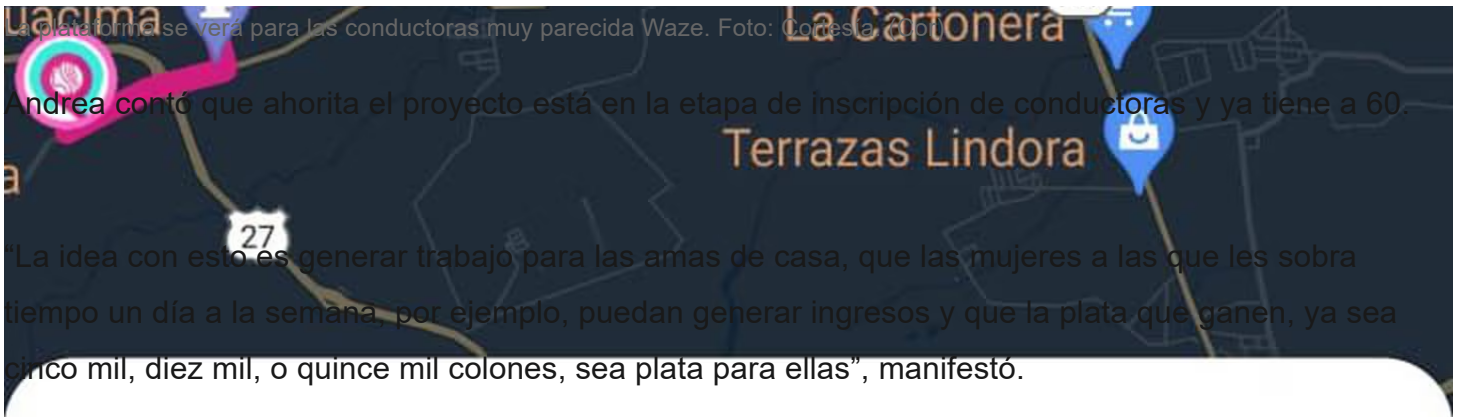 uácima
La Cartonera
La plataforma se verá para las conductoras muy parecida Waze. Foto: Cortesía. (Cor)
Andrea contó que ahorita el proyecto está en la etapa de inscripción de conductoras y ya tiene a 60.
Terrazas Lindora
a
27
“La idea con esto es generar trabajo para las amas de casa, que las mujeres a las que les sobra
tiempo un día a la semana, por ejemplo, puedan generar ingresos y que la plata que ganen, ya sea
cinco mil, diez mil, o quince mil colones, sea plata para ellas”, manifestó.